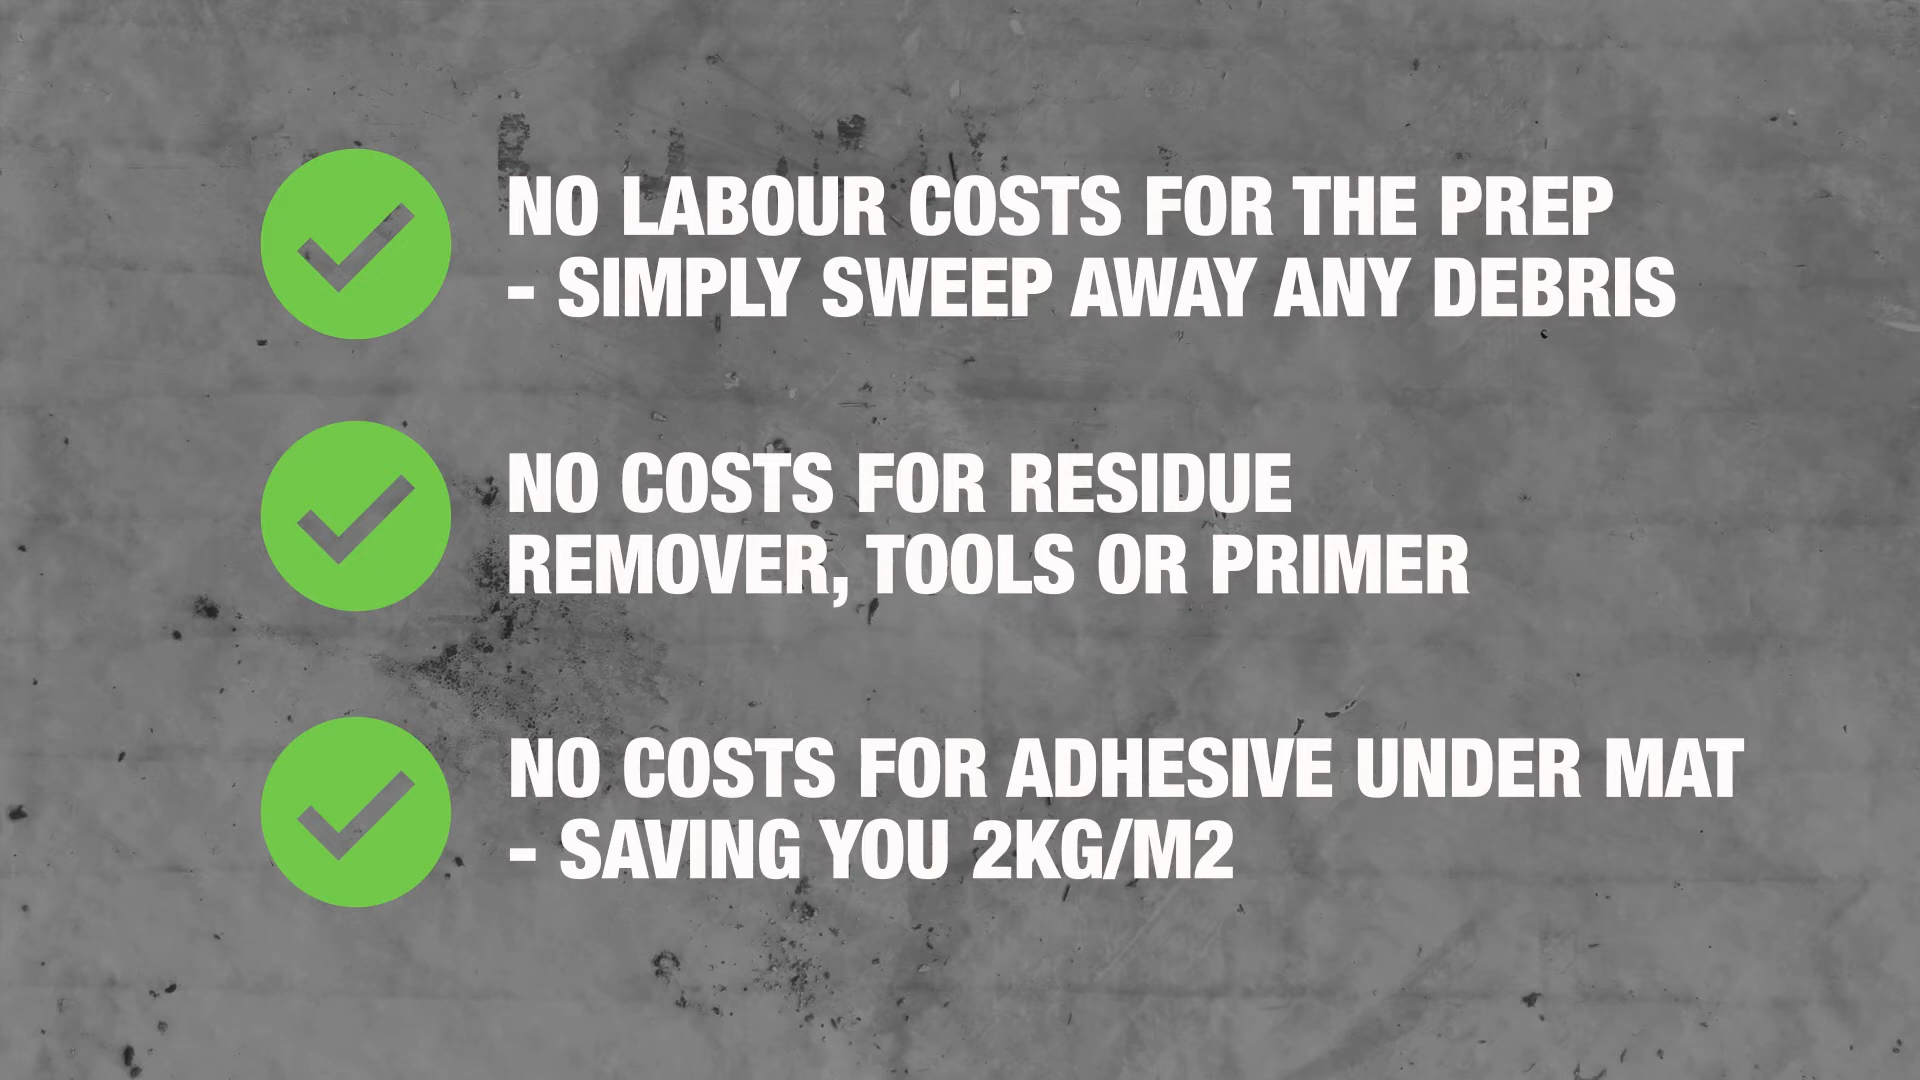 NO LABOUR COSTS FOR THE PREP
- SIMPLY SWEEP AWAY ANY DEBRIS
NO COSTS FOR RESIDUE
REMOVER, TOOLS OR PRIMER
NO COSTS FOR ADHESIVE UNDER MAT
- SAVING YOU 2KG/M2